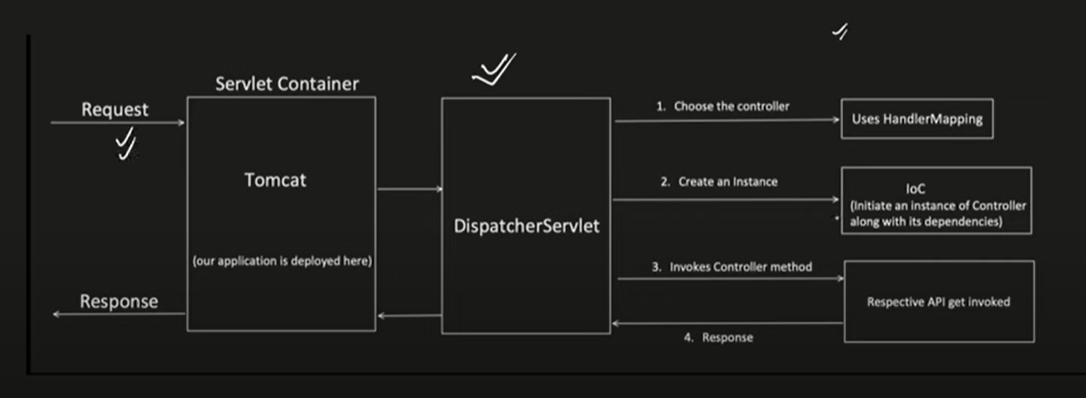 Servlet Container
Request
Tomcat
(our application is deployed here)
Response
DispatcherServlet
1. Choose the controller
Uses HandlerMapping
2. Create an Instance
IoC
(Initiate an instance of Controller
along with its dependencies)
3. Invokes Controller method
Respective API get invoked
4. Response